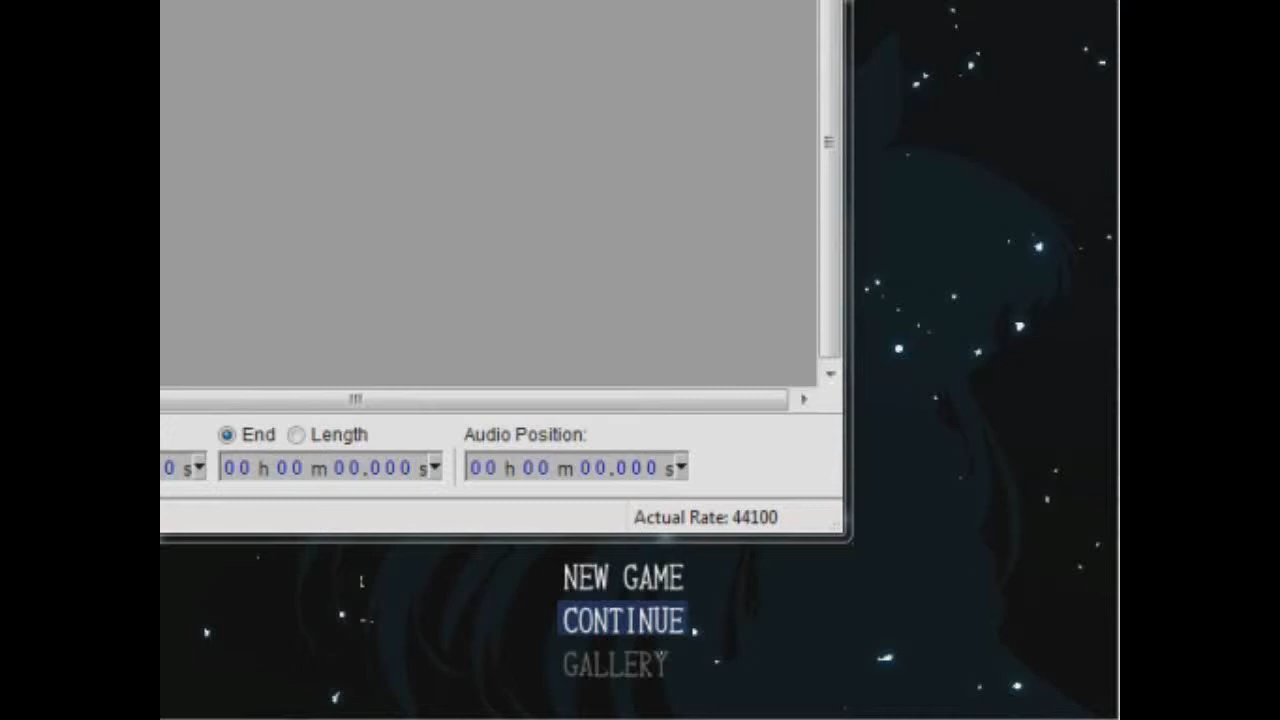 End Length Audio Position:
0 s 00 h 00 m 00.000 s 00 h 00 m 00.000 s
Actual Rate: 44100
NEW GAME
CONTINUE
GALLERY